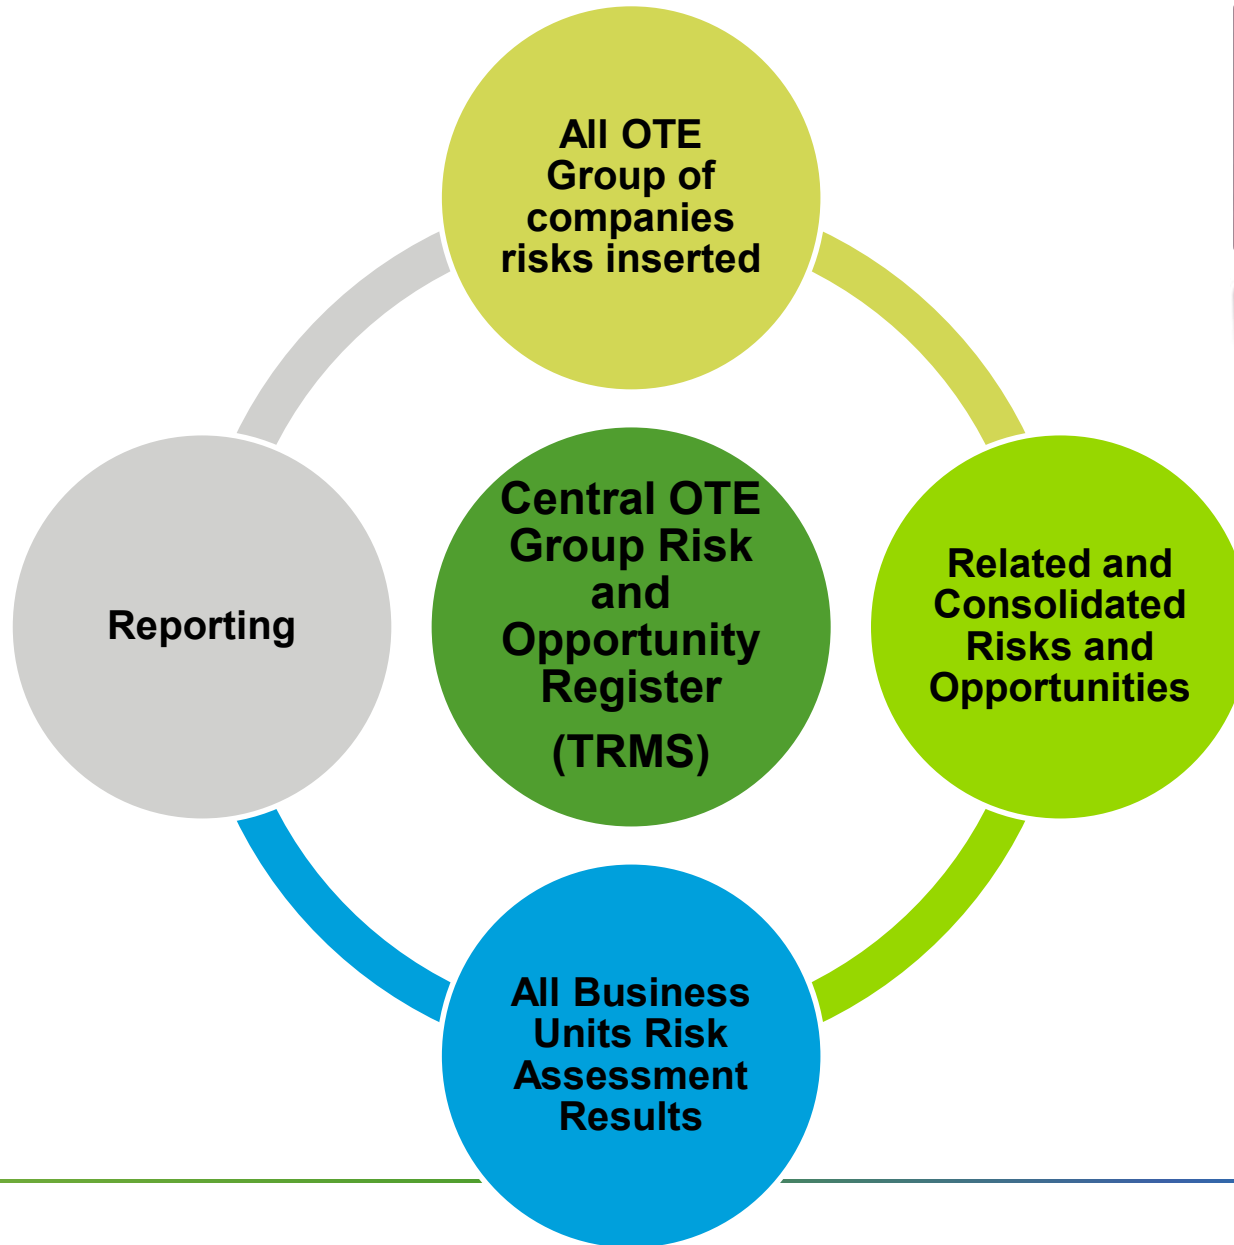 All OTE
Group of
companies
risks inserted
Central OTE
Group Risk
and
Opportunity
Register
(TRMS)
Related and
Consolidated
Risks and
Opportunities
Reporting
All Business
Units Risk
Assessment
Results